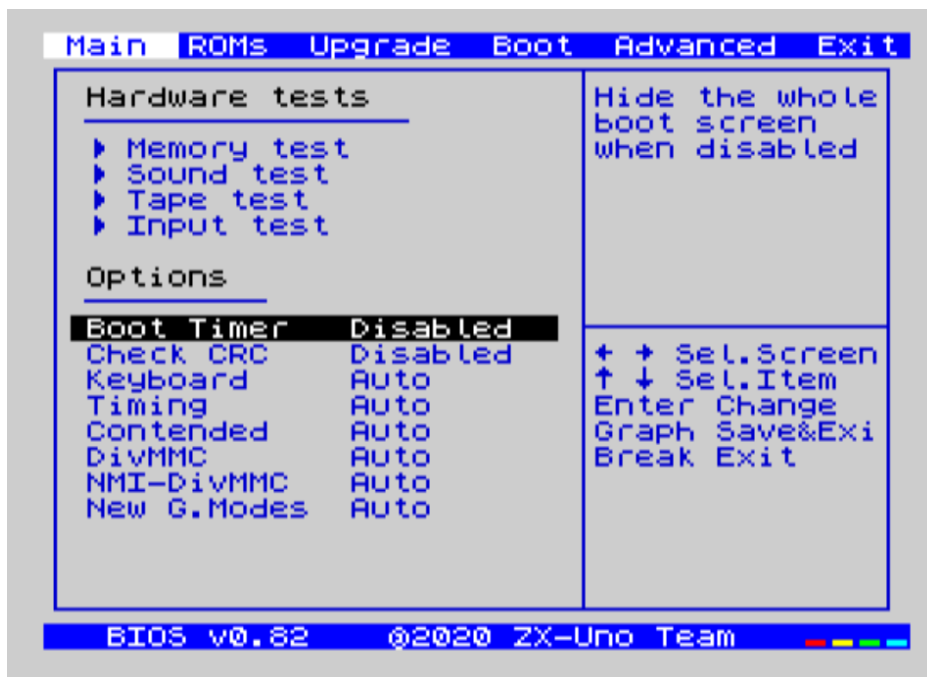 Main ROMs Upgrade Boot Advanced Exit
Hardware tests
Memory test
Sound test
Tape test
Input test
Options
Boot Timer Disabled
Check CRC Disabled
Keyboard Auto
Timing Auto
Contended Auto
DivMMC Auto
NMI-DivMMC Auto
New G.Modes Auto
Hide the whole
boot screen
when disabled
← → Sel.Screen
↑ ↓ Sel.Item
Enter Change
Graph Save&Exi
Break Exit
BIOS v0.82 ©2020 ZX-Uno Team